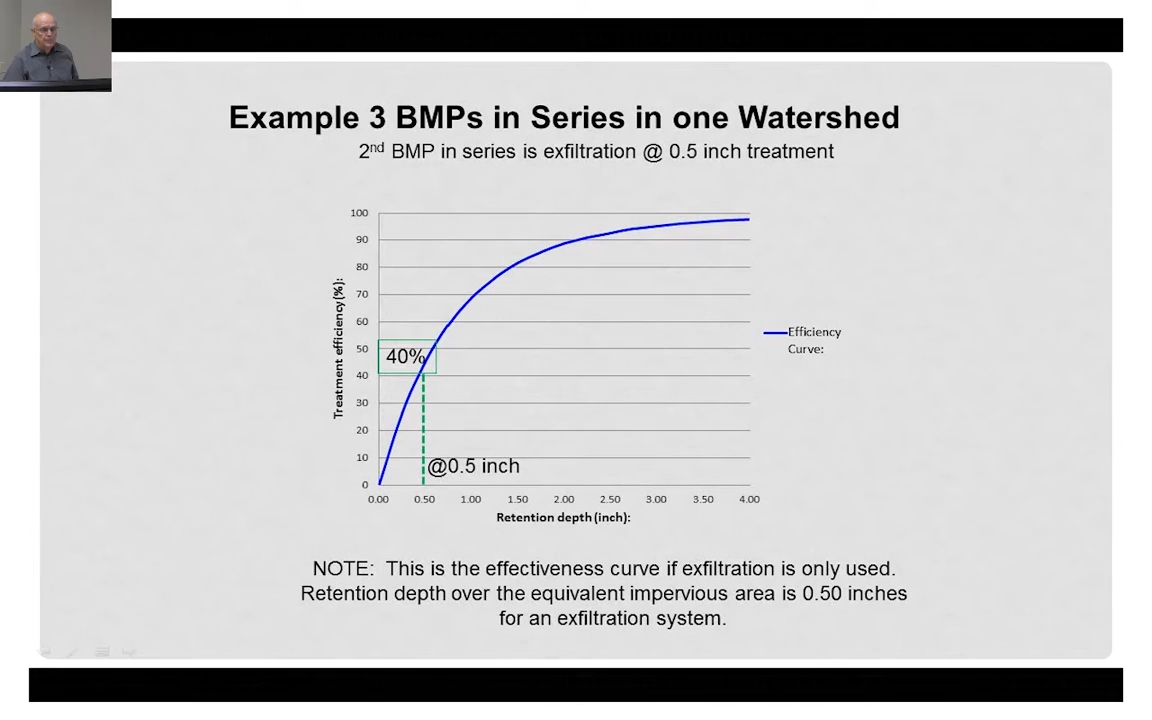 Example 3 BMPs in Series in one Watershed
2nd BMP in series is exfiltration @ 0.5 inch treatment
100
90
80
70
60
50
40
30
20
10
0
Treatment efficiency(%):
40%
@0.5 inch
0.00 0.50 1.00 1.50 2.00 2.50 3.00 3.50 4.00
Retention depth (inch):
Efficiency
Curve:
NOTE: This is the effectiveness curve if exfiltration is only used.
Retention depth over the equivalent impervious area is 0.50 inches
for an exfiltration system.